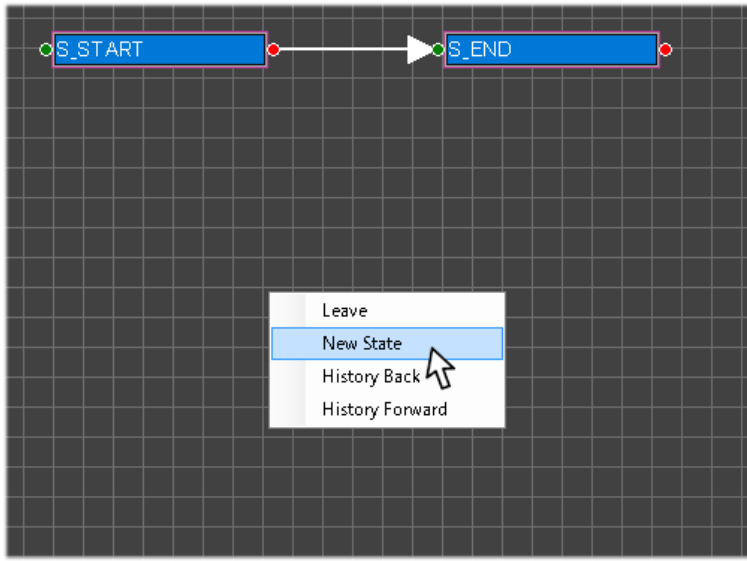 S_START
S_END
Leave
New State
History Back
History Forward